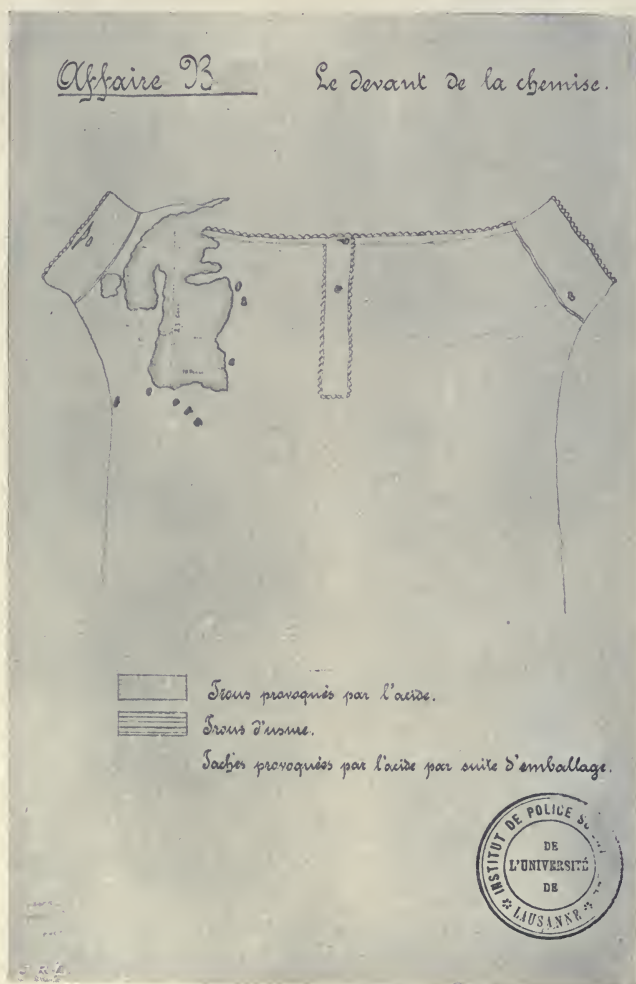 Affaire B
Le devant de la chemise.
Trous provoqués par l'acide.
Trous d'usure.
Taches provoquées par l'acide par suite d'emballage.
INSTITUT DE POLICE
DE
L'UNIVERSITÉ
DE
LAUSANNE